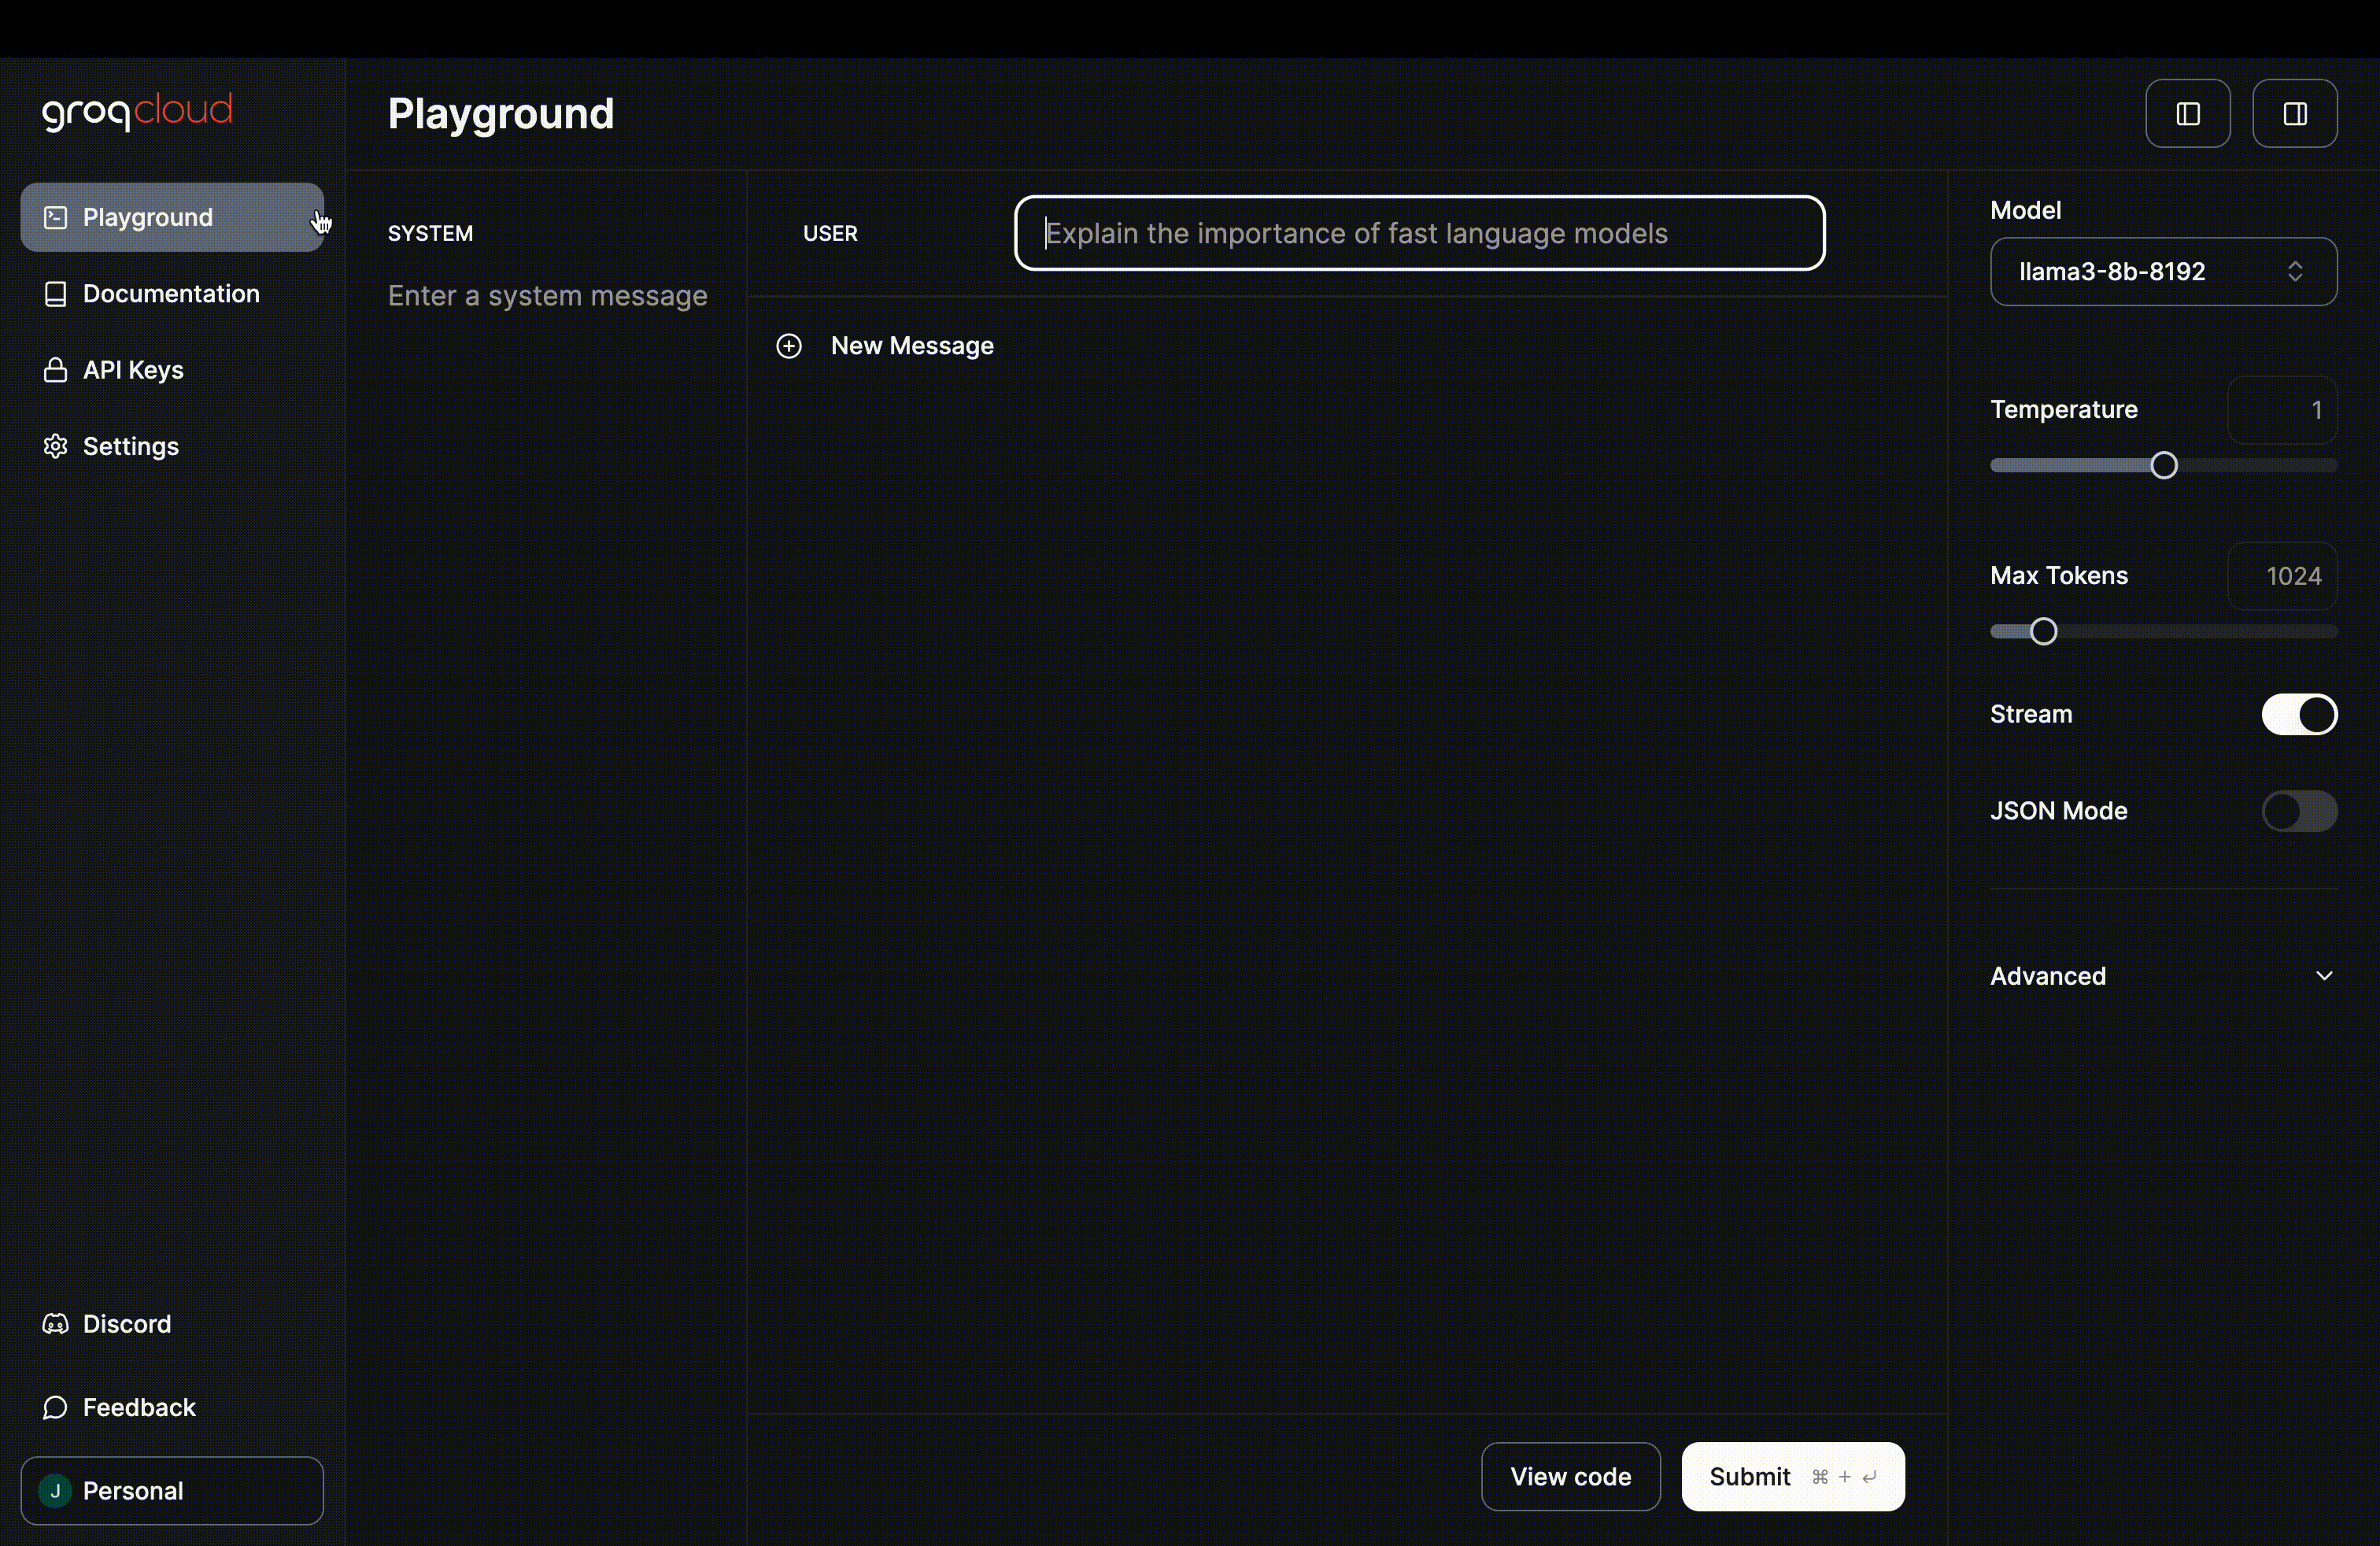 groqcloud
Playground
Documentation
API Keys
Settings
Discord
Feedback
J Personal
Playground
SYSTEM
Enter a system message
USER
Explain the importance of fast language models
New Message
View code
Submit ⌘ + ↵
Model
llama3-8b-8192
Temperature 1
Max Tokens 1024
Stream
JSON Mode
Advanced